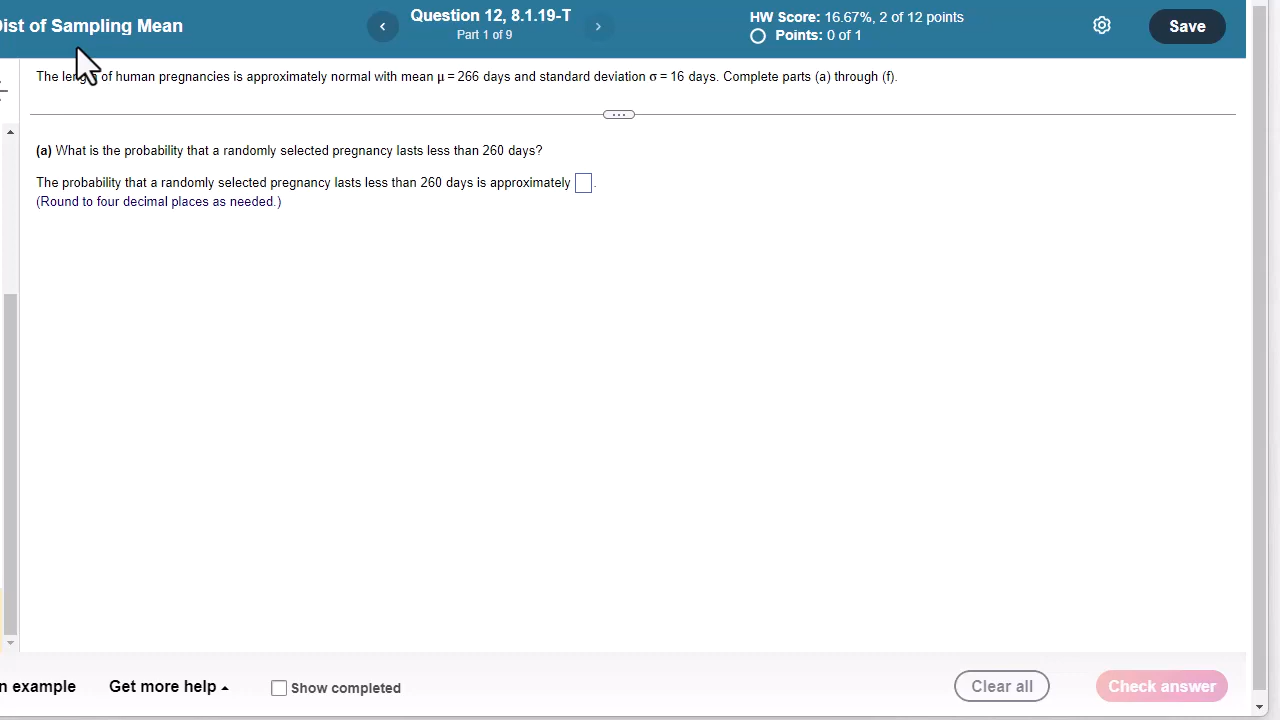 ist of Sampling Mean
Question 12, 8.1.19-T
Part 1 of 9
HW Score: 16.67%, 2 of 12 points
Points: 0 of 1
Save
The length of human pregnancies is approximately normal with mean μ = 266 days and standard deviation σ = 16 days. Complete parts (a) through (f).
(a) What is the probability that a randomly selected pregnancy lasts less than 260 days?
The probability that a randomly selected pregnancy lasts less than 260 days is approximately .
(Round to four decimal places as needed.)
n example
Get more help
Show completed
Clear all
Check answer